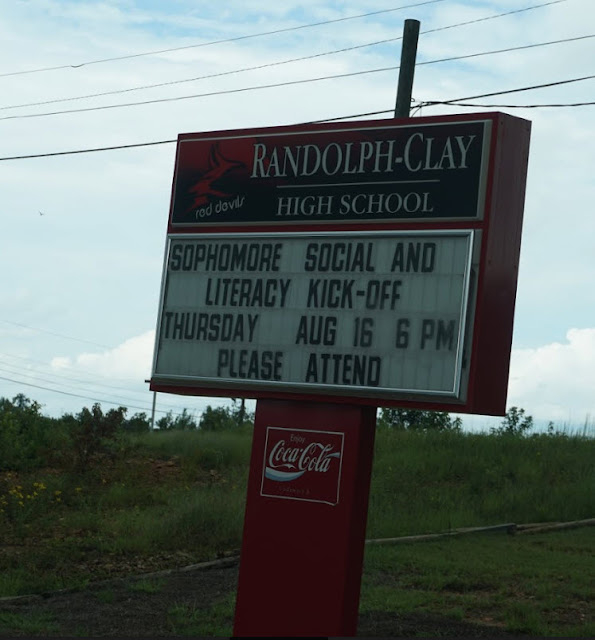 RANDOLPH-CLAY
HIGH SCHOOL
red devils
SOPHOMORE SOCIAL AND
LITERACY KICK-OFF
THURSDAY AUG 16 6 PM
PLEASE ATTEND
Enjoy
Coca-Cola